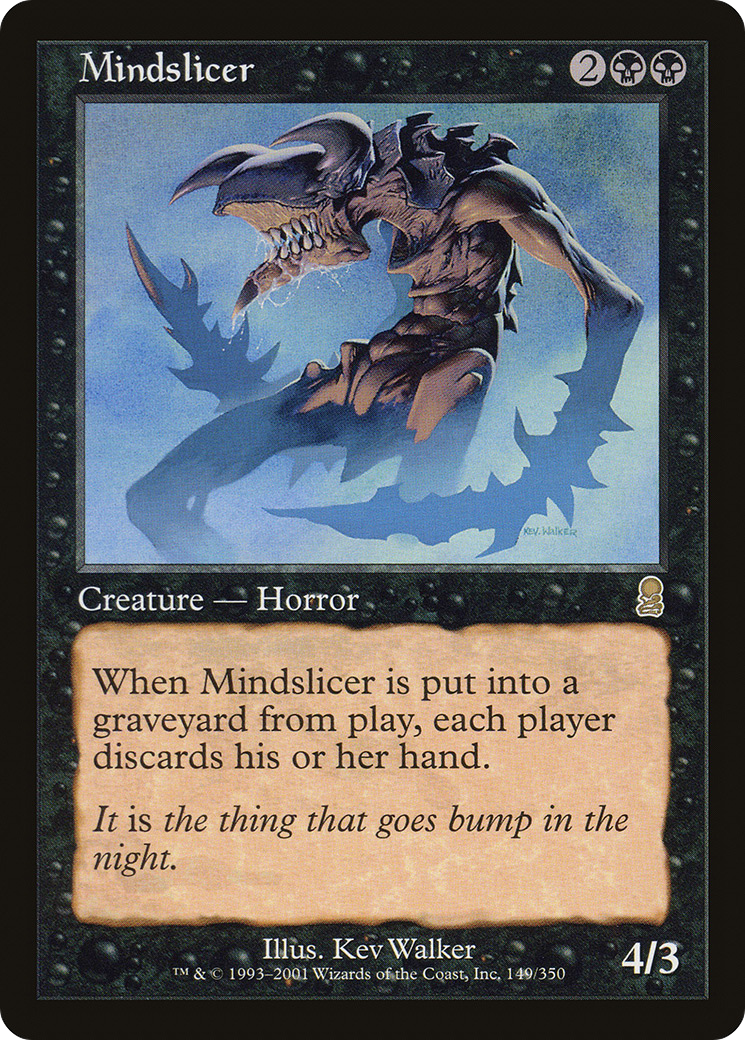 Mindslicer 2
KEV. WALKER
Creature — Horror
When Mindslicer is put into a
graveyard from play, each player
discards his or her hand.
It is the thing that goes bump in the
night.
Illus. Kev Walker
4/3
™ & © 1993–2001 Wizards of the Coast, Inc. 149/350